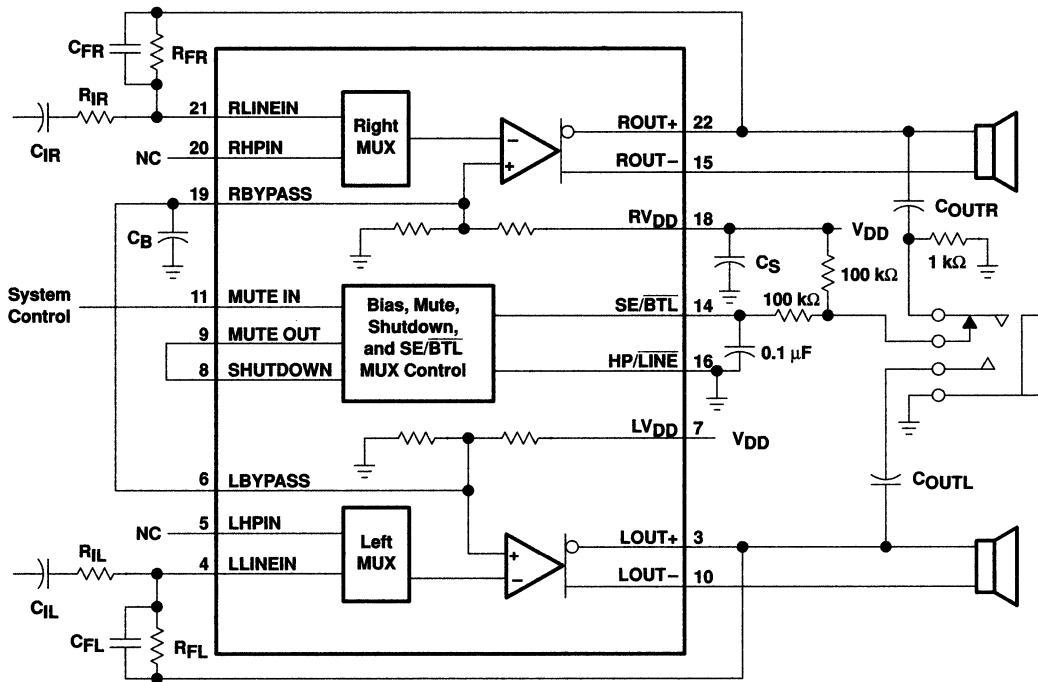 CFR
RFR
RIR
CIR
21 RLINEIN
NC 20 RHPIN
19 RBYPASS
CB
Right
MUX
−
+
ROUT+ 22
ROUT− 15
COUTR
RVDD 18
VDD
CS
100 kΩ
1 kΩ
System
Control
11 MUTE IN
9 MUTE OUT
8 SHUTDOWN
Bias, Mute,
Shutdown,
and SE/BTL
MUX Control
SE/BTL 14
100 kΩ
0.1 µF
HP/LINE 16
LVDD 7
VDD
6 LBYPASS
COUTL
NC 5 LHPIN
4 LLINEIN
RIL
CIL
CFL
RFL
Left
MUX
+
−
LOUT+ 3
LOUT− 10